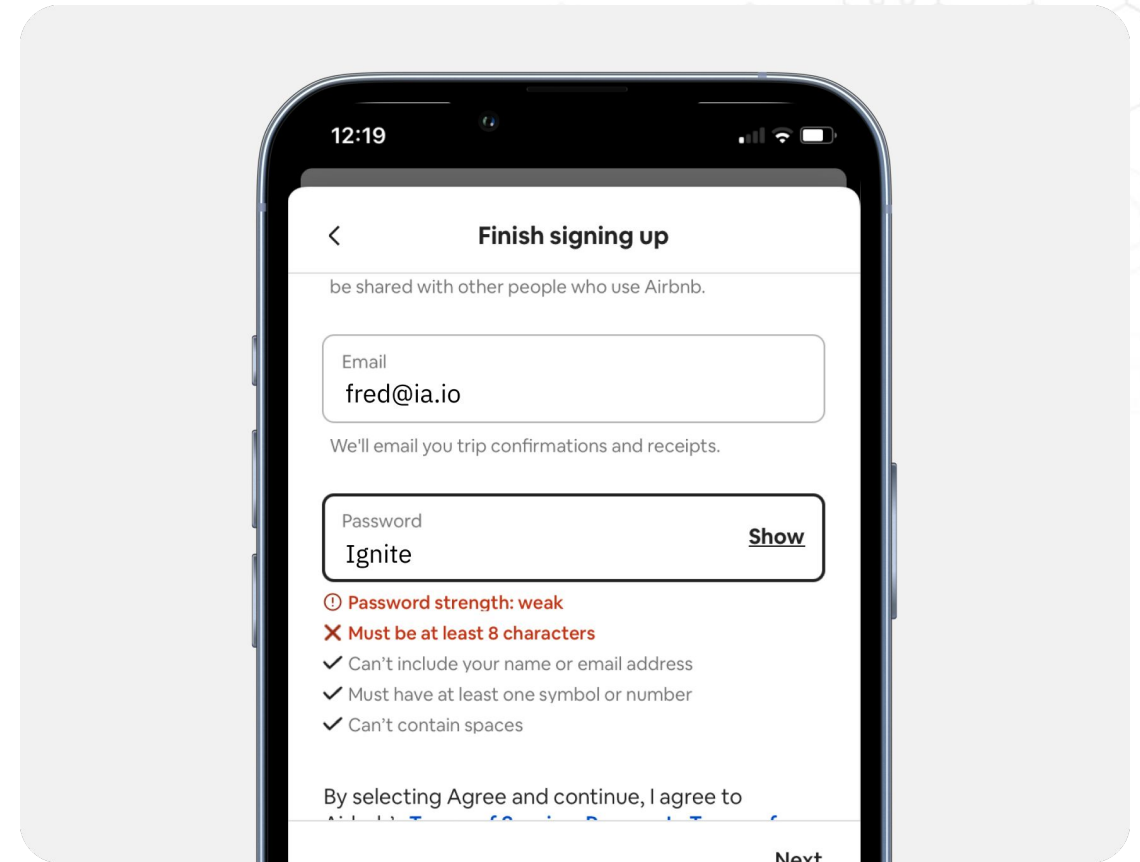 12:19
Finish signing up
be shared with other people who use Airbnb.
Email
fred@ia.io
We'll email you trip confirmations and receipts.
Password
Ignite
Show
Password strength: weak
Must be at least 8 characters
Can't include your name or email address
Must have at least one symbol or number
Can't contain spaces
By selecting Agree and continue, I agree to
Next